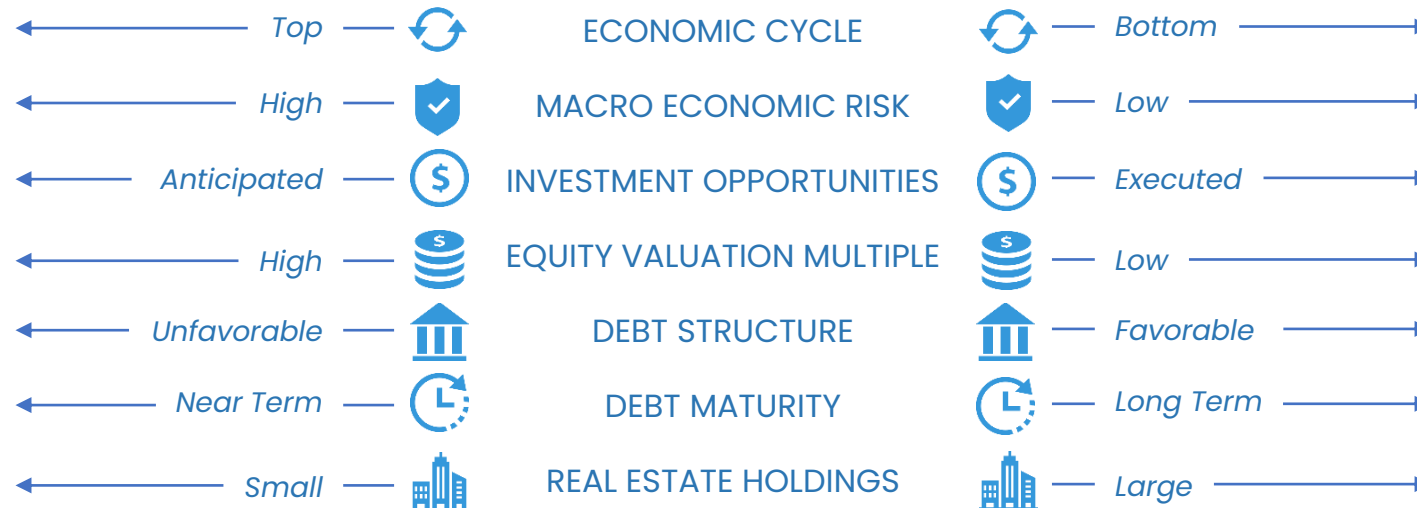 Top ECONOMIC CYCLE Bottom
High MACRO ECONOMIC RISK Low
Anticipated $ INVESTMENT OPPORTUNITIES $ Executed
High $ EQUITY VALUATION MULTIPLE $ Low
Unfavorable DEBT STRUCTURE Favorable
Near Term DEBT MATURITY Long Term
Small REAL ESTATE HOLDINGS Large